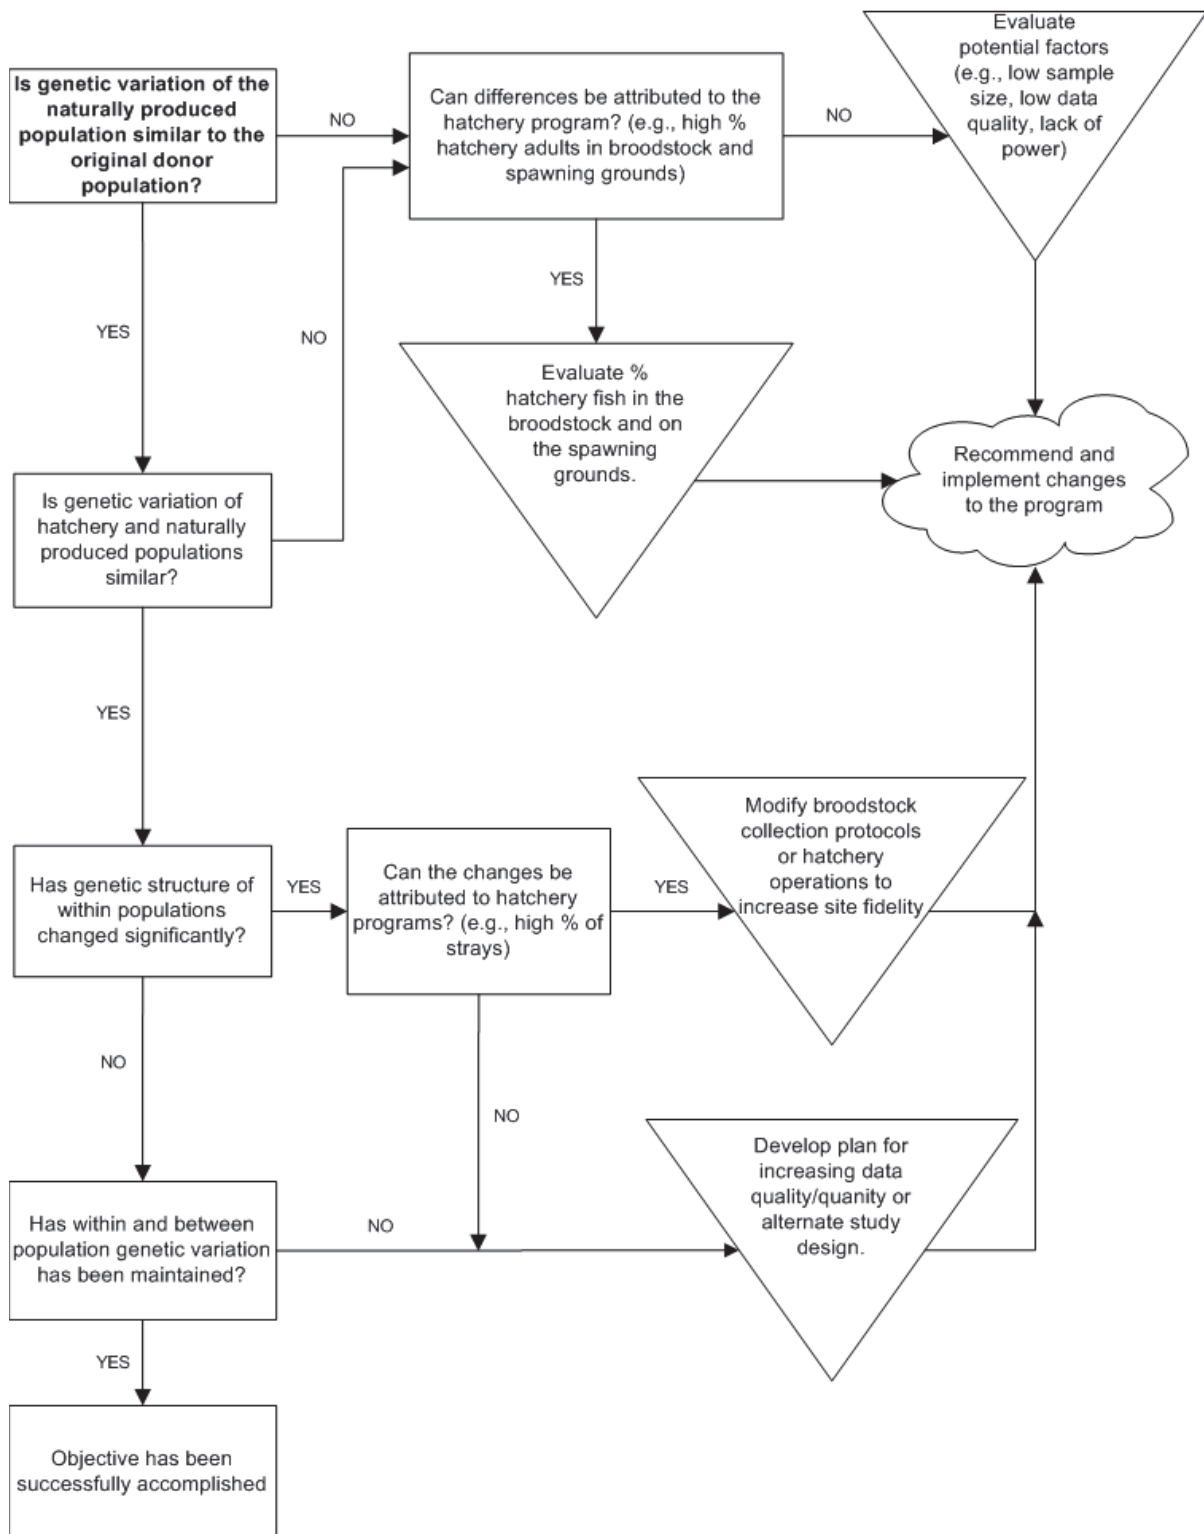 Is genetic variation of the
naturally produced
population similar to the
original donor
population?
NO
Can differences be attributed to the
hatchery program? (e.g., high %
hatchery adults in broodstock and
spawning grounds)
NO
Evaluate
potential factors
(e.g., low sample
size, low data
quality, lack of
power)
YES
NO
YES
Evaluate %
hatchery fish in the
broodstock and on
the spawning
grounds.
Recommend and
implement changes
to the program
Is genetic variation of
hatchery and naturally
produced populations
similar?
YES
Has genetic structure of
within populations
changed significantly?
YES
Can the changes be
attributed to hatchery
programs? (e.g., high % of
strays)
YES
Modify broodstock
collection protocols
or hatchery
operations to
increase site fidelity
NO
NO
Develop plan for
increasing data
quality/quanity or
alternate study
design.
Has within and between
population genetic variation
has been maintained?
NO
YES
Objective has been
successfully accomplished